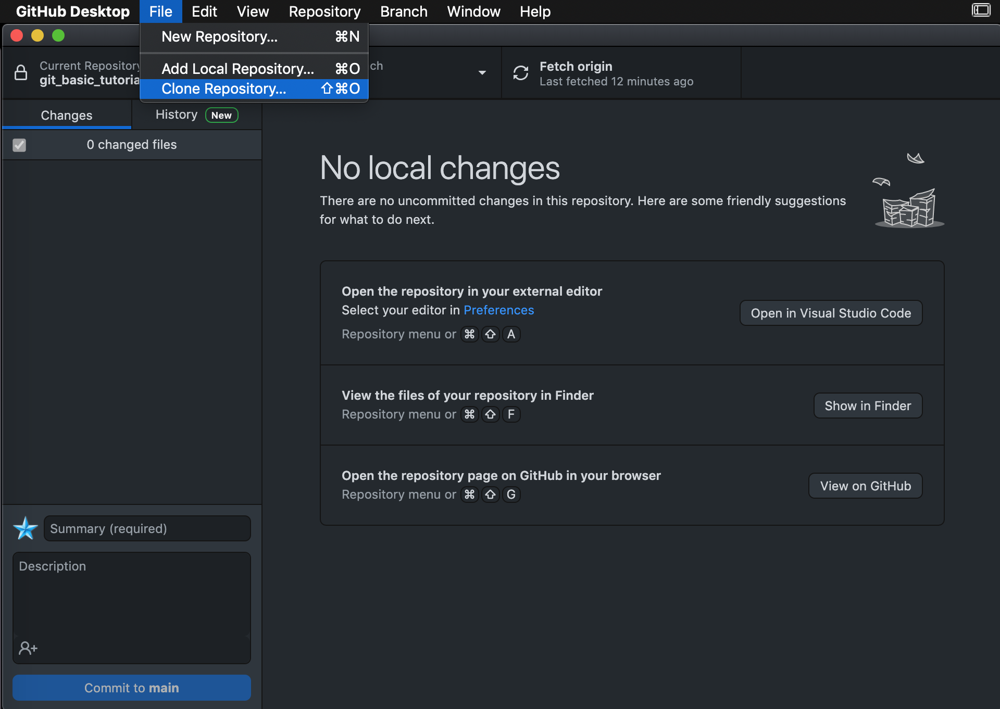 GitHub Desktop File Edit View Repository Branch Window Help
New Repository... ⌘N
Add Local Repository... ⌘O
Clone Repository... ⇧⌘O
Current Repository
git_basic_tutoria
ch
Fetch origin
Last fetched 12 minutes ago
Changes
History New
0 changed files
No local changes
There are no uncommitted changes in this repository. Here are some friendly suggestions
for what to do next.
Open the repository in your external editor
Select your editor in Preferences
Repository menu or ⌘ ⇧ A
Open in Visual Studio Code
View the files of your repository in Finder
Repository menu or ⌘ ⇧ F
Show in Finder
Open the repository page on GitHub in your browser
Repository menu or ⌘ ⇧ G
View on GitHub
Summary (required)
Description
Commit to main